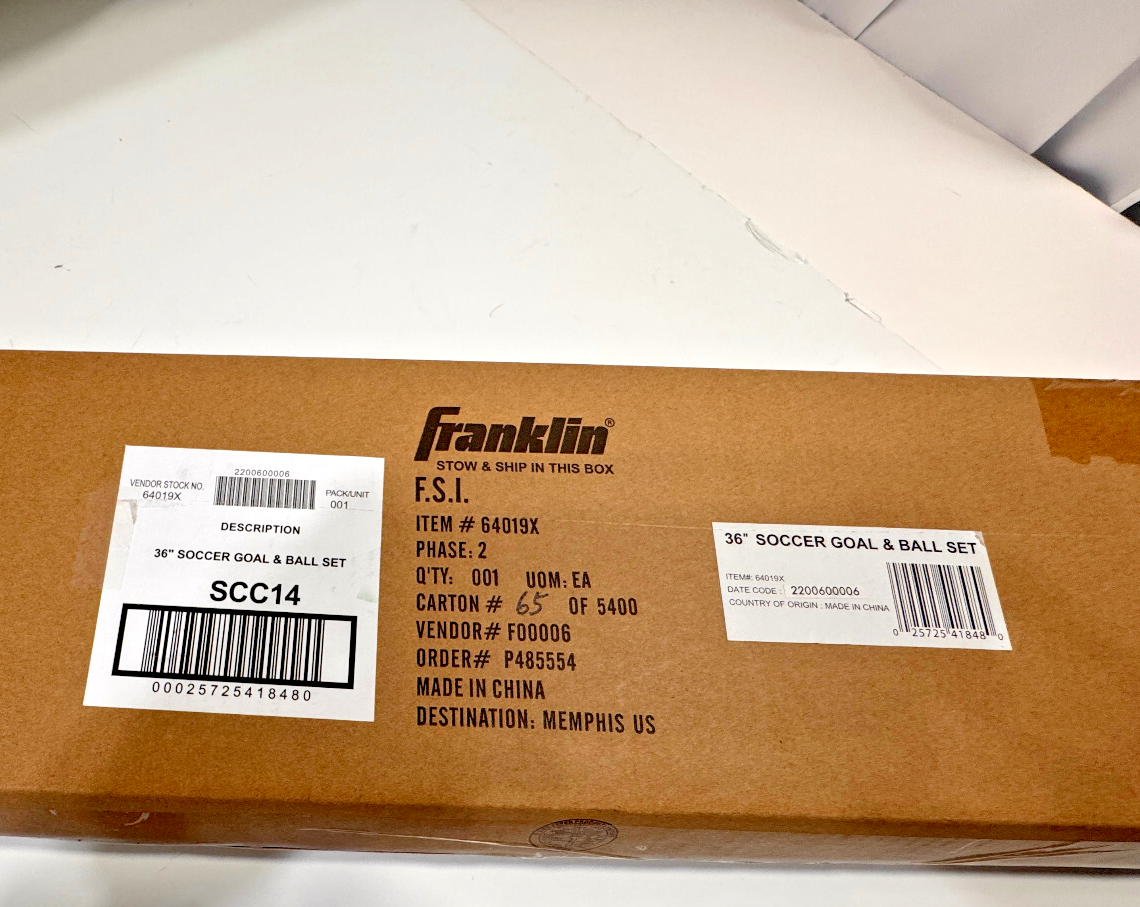 2200600006
VENDOR STOCK NO.
64019X
PACK/UNIT
001
DESCRIPTION
36" SOCCER GOAL & BALL SET
SCC14
00025725418480
franklin®
STOW & SHIP IN THIS BOX
F.S.I.
ITEM # 64019X
PHASE: 2
Q'TY: 001 UOM: EA
CARTON # 65 OF 5400
VENDOR# F00006
ORDER# P485554
MADE IN CHINA
DESTINATION: MEMPHIS US
36" SOCCER GOAL & BALL SET
ITEM#: 64019X
DATE CODE : 2200600006
COUNTRY OF ORIGIN : MADE IN CHINA
0 25725 41848 0